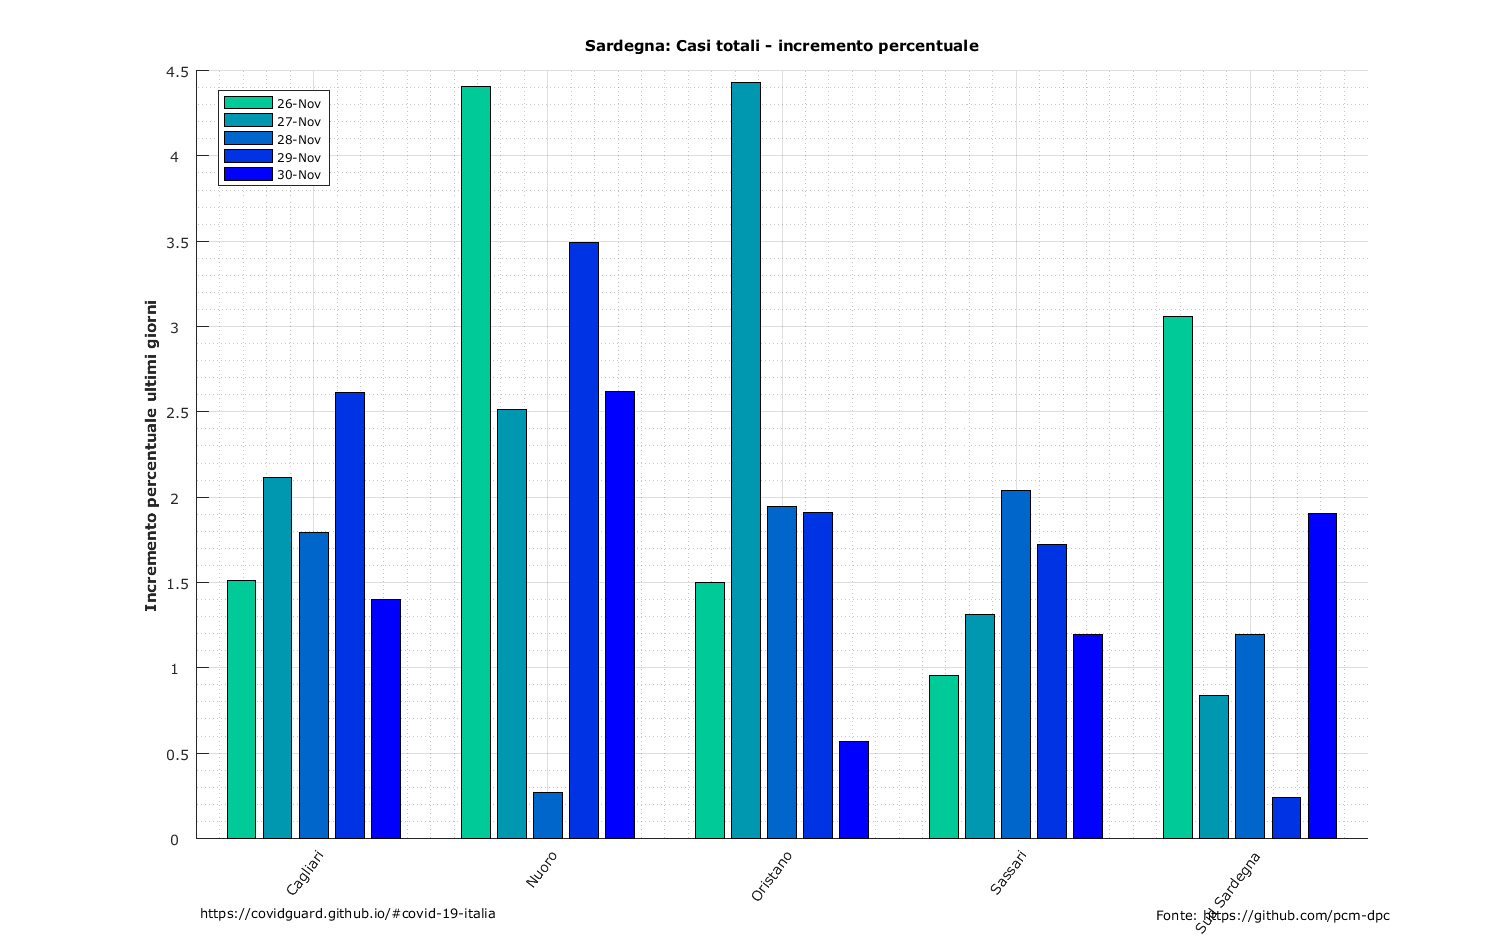 Sardegna: Casi totali - incremento percentuale
4.5
4
3.5
3
2.5
2
1.5
1
0.5
0
Incremento percentuale ultimi giorni
26-Nov
27-Nov
28-Nov
29-Nov
30-Nov
Cagliari
Nuoro
Oristano
Sassari
Sud Sardegna
https://covidguard.github.io/#covid-19-italia
Fonte: https://github.com/pcm-dpc